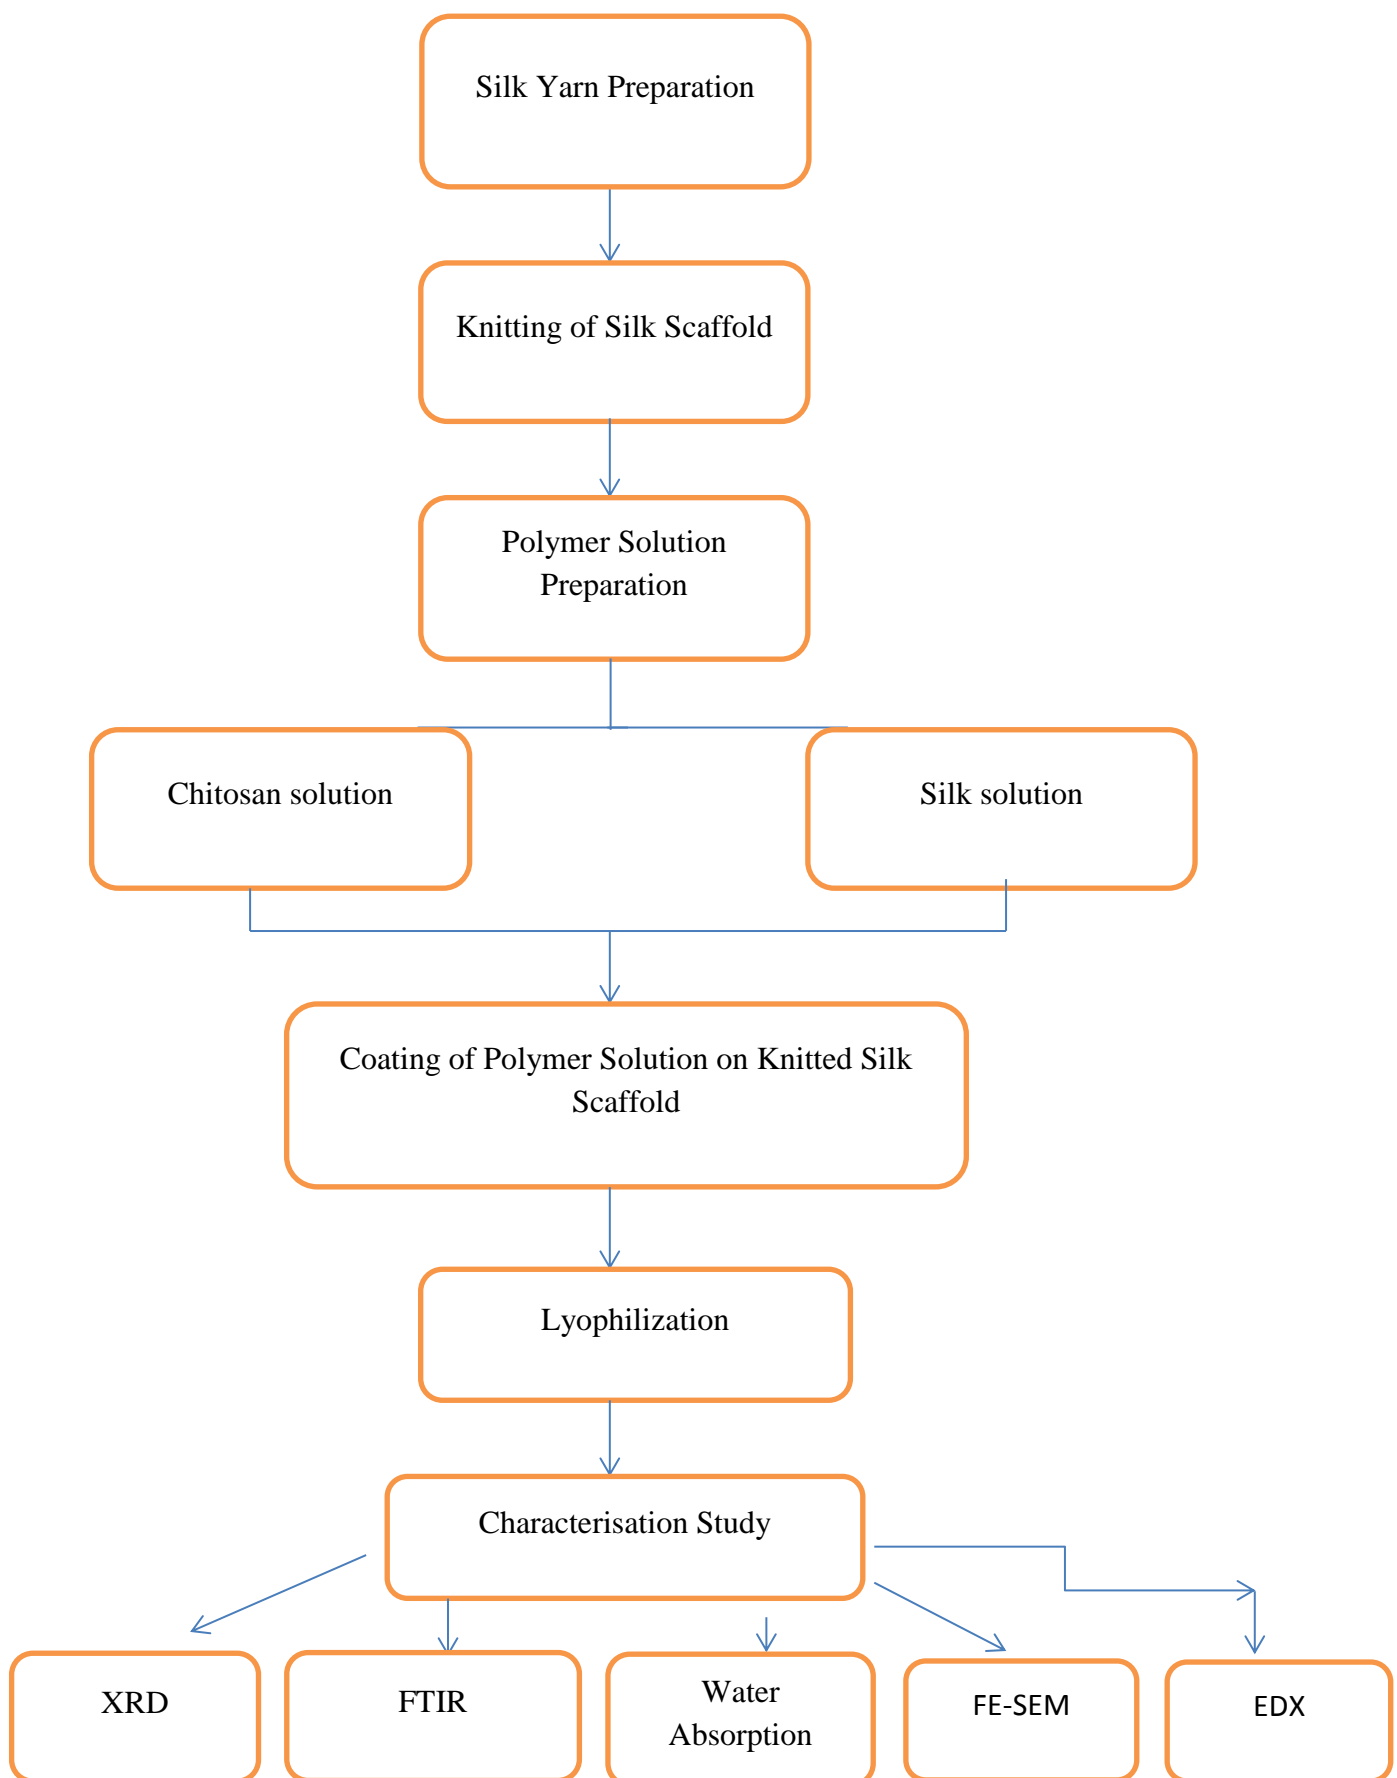 Silk Yarn Preparation
Knitting of Silk Scaffold
Polymer Solution
Preparation
Chitosan solution
Silk solution
Coating of Polymer Solution on Knitted Silk
Scaffold
Lyophilization
Characterisation Study
XRD
FTIR
Water
Absorption
FE-SEM
EDX